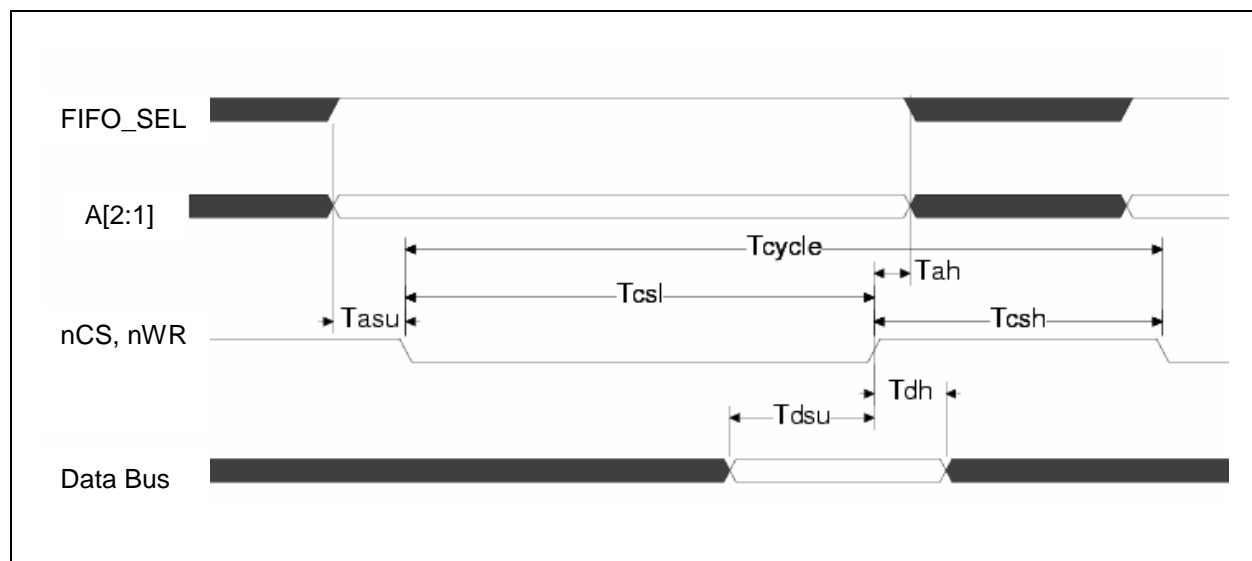 FIFO_SEL
A[2:1]
Tcycle
Tah
Tcsl
Tasu
Tcsh
nCS, nWR
Tdh
Tdsu
Data Bus